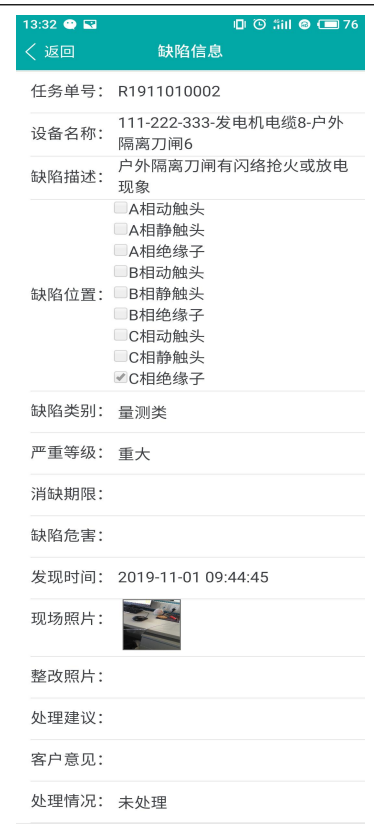 13:32 76
返回 缺陷信息
任务单号: R1911010002
设备名称: 111-222-333-发电机电缆8-户外
隔离刀闸6
缺陷描述: 户外隔离刀闸有闪络抢火或放电
现象
A相动触头
A相静触头
A相绝缘子
B相动触头
缺陷位置: B相静触头
B相绝缘子
C相动触头
C相静触头
C相绝缘子
缺陷类别: 量测类
严重等级: 重大
消缺期限:
缺陷危害:
发现时间: 2019-11-01 09:44:45
现场照片:
整改照片:
处理建议:
客户意见:
处理情况: 未处理